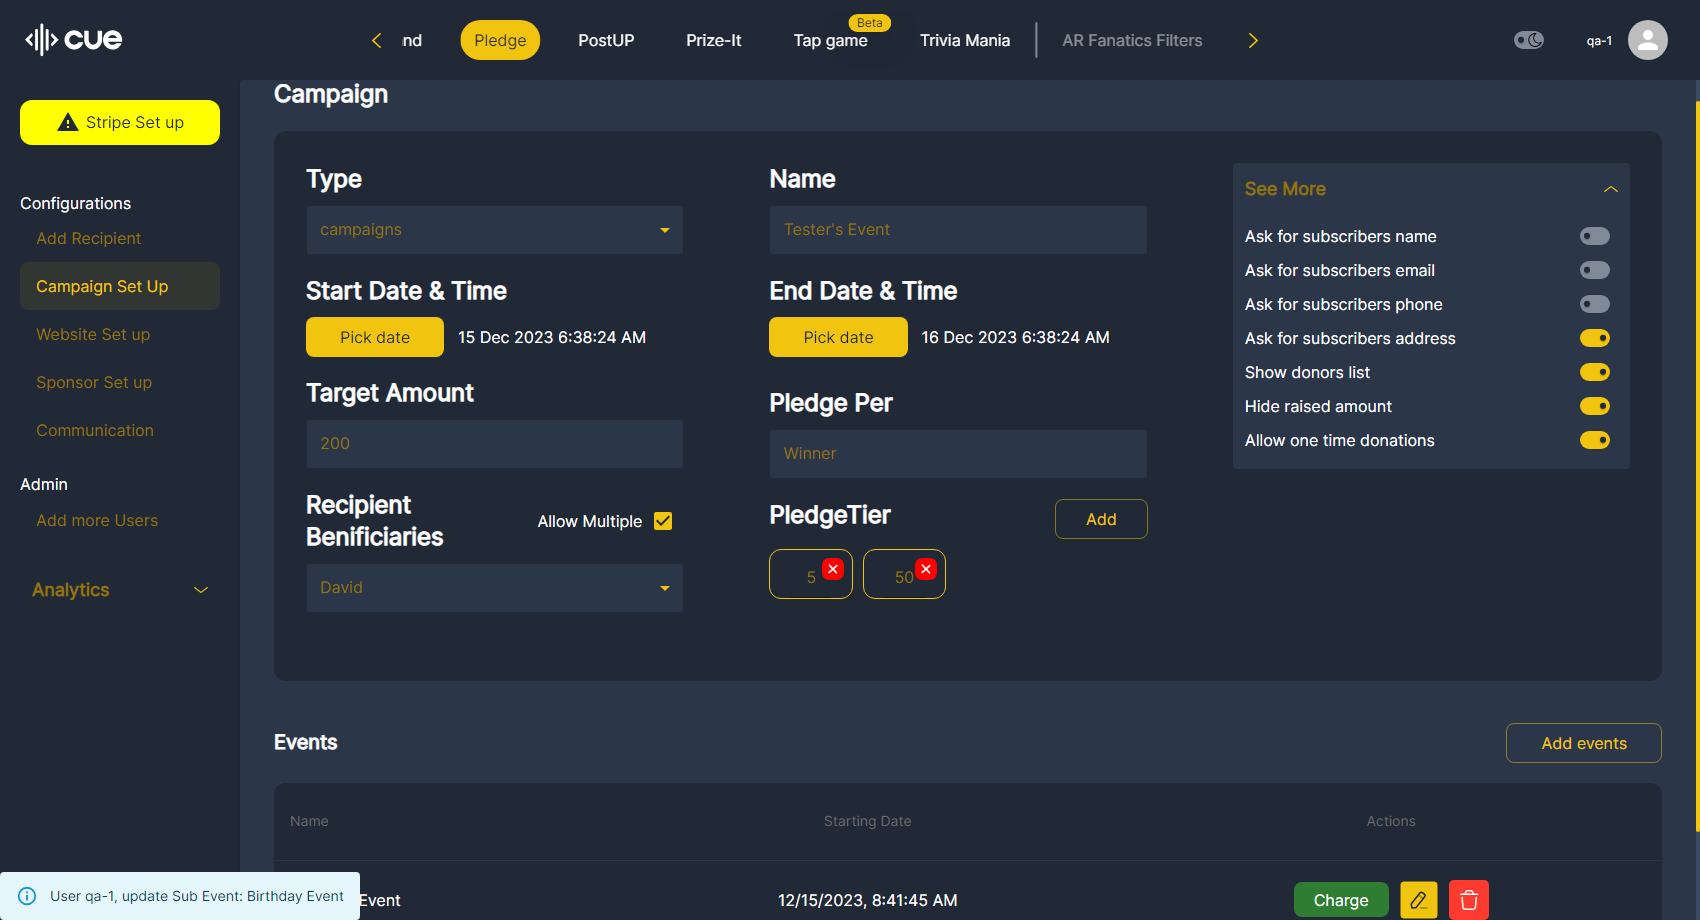 cue
nd
Pledge
PostUP
Prize-It
Beta
Tap game
Trivia Mania
AR Fanatics Filters
qa-1
Stripe Set up
Configurations
Add Recipient
Campaign Set Up
Website Set up
Sponsor Set up
Communication
Admin
Add more Users
Analytics
Campaign
Type
campaigns
Name
Tester's Event
Start Date & Time
Pick date 15 Dec 2023 6:38:24 AM
End Date & Time
Pick date 16 Dec 2023 6:38:24 AM
Target Amount
200
Pledge Per
Winner
Recipient
Benificiaries
Allow Multiple
David
PledgeTier
Add
5
50
See More
Ask for subscribers name
Ask for subscribers email
Ask for subscribers phone
Ask for subscribers address
Show donors list
Hide raised amount
Allow one time donations
Events
Add events
Name Starting Date Actions
Event 12/15/2023, 8:41:45 AM Charge
User qa-1, update Sub Event: Birthday Event